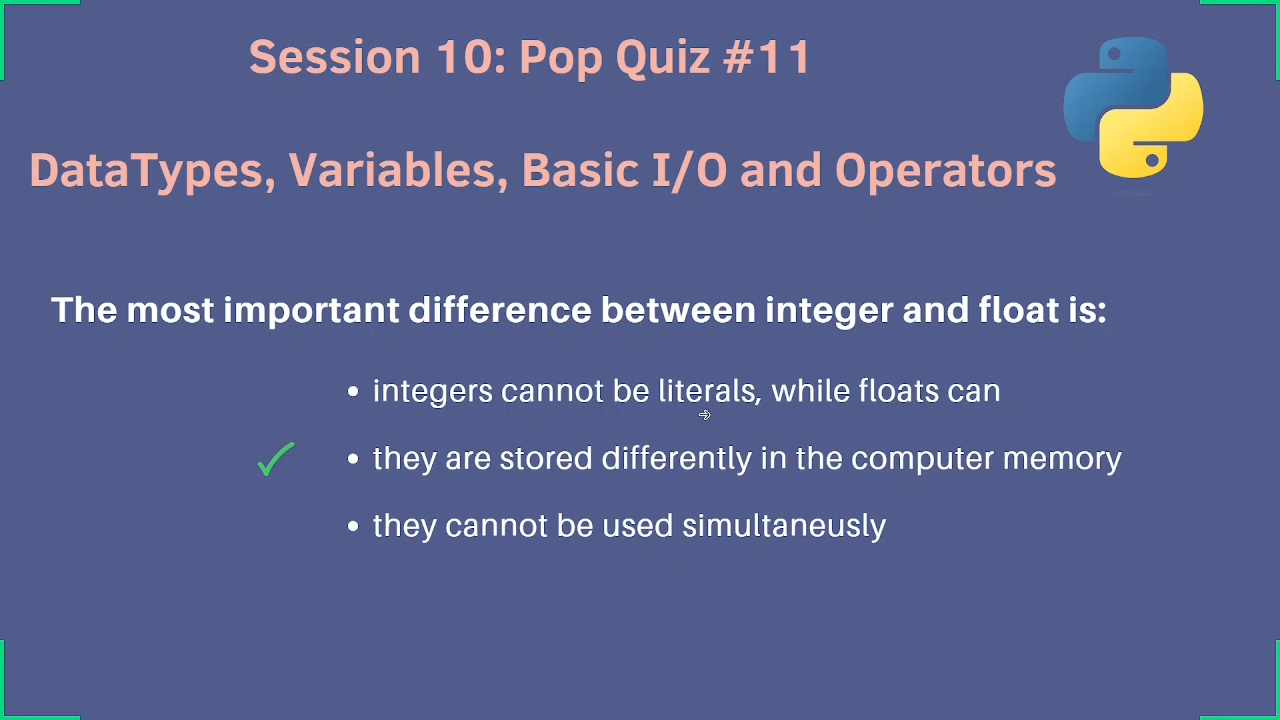 Session 10: Pop Quiz #11
DataTypes, Variables, Basic I/O and Operators
The most important difference between integer and float is:
• integers cannot be literals, while floats can
• they are stored differently in the computer memory
• they cannot be used simultaneusly